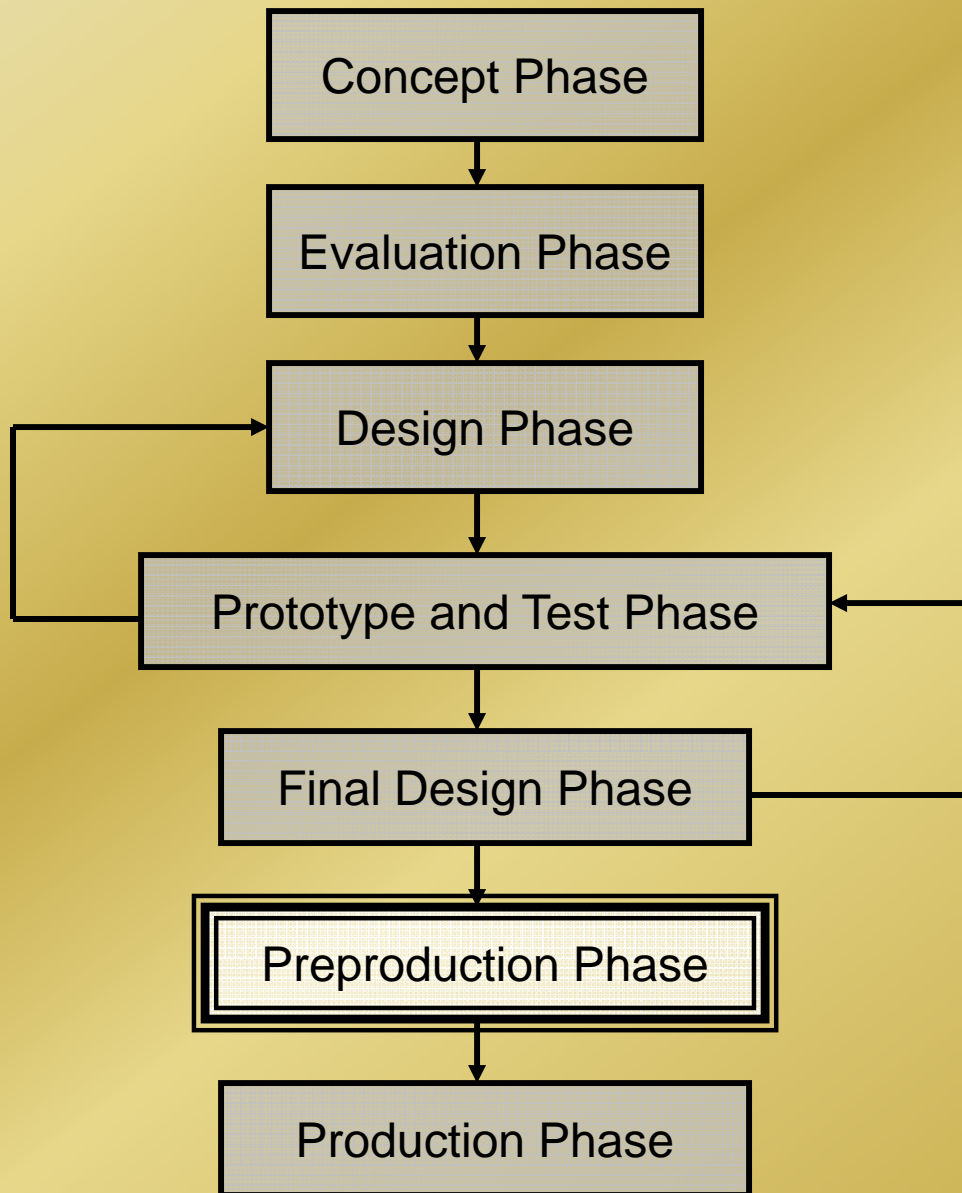 Concept Phase
Evaluation Phase
Design Phase
Prototype and Test Phase
Final Design Phase
Preproduction Phase
Production Phase